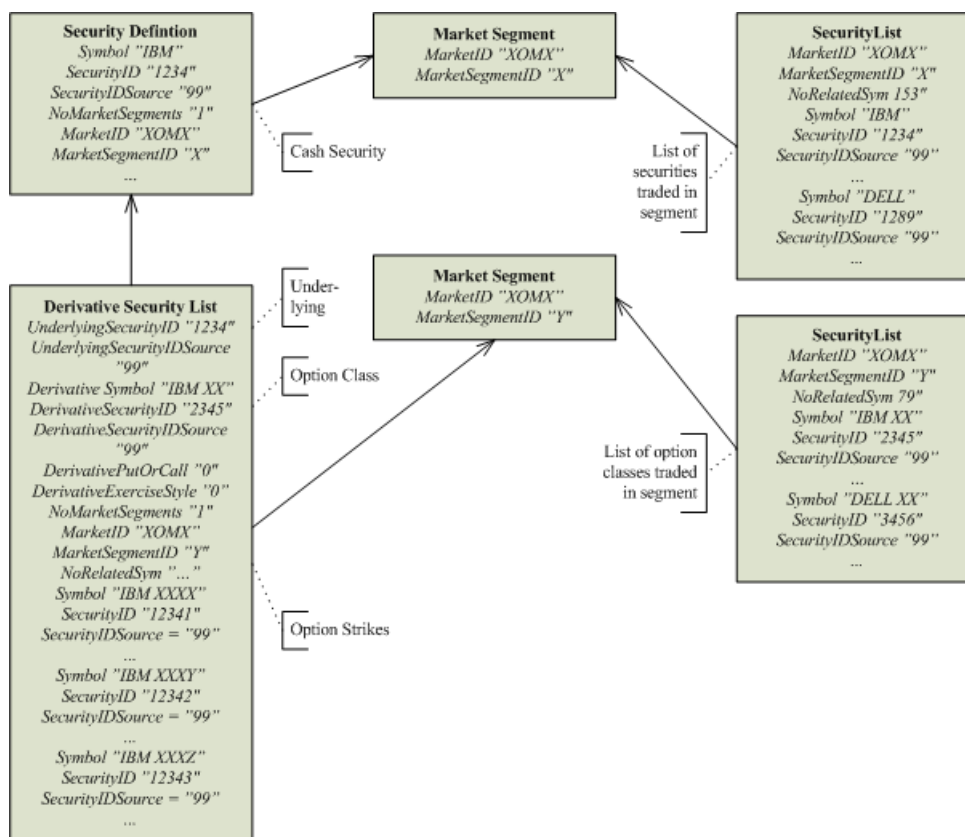 Security Defintion
Symbol "IBM"
SecurityID "1234"
SecurityIDSource "99"
NoMarketSegments "1"
MarketID "XOMX"
MarketSegmentID "X"
...
Market Segment
MarketID "XOMX"
MarketSegmentID "X"
SecurityList
MarketID "XOMX"
MarketSegmentID "X"
NoRelatedSym 153"
Symbol "IBM"
SecurityID "1234"
SecurityIDSource "99"
...
Symbol "DELL"
SecurityID "1289"
SecurityIDSource "99"
...
Cash Security
List of
securities
traded in
segment
Derivative Security List
UnderlyingSecurityID "1234"
UnderlyingSecurityIDSource
"99"
Derivative Symbol "IBM XX"
DerivativeSecurityID "2345"
DerivativeSecurityIDSource
"99"
DerivativePutOrCall "0"
DerivativeExerciseStyle "0"
NoMarketSegments "1"
MarketID "XOMX"
MarketSegmentID "Y"
NoRelatedSym "..."
Symbol "IBM XXXX"
SecurityID "12341"
SecurityIDSource = "99"
...
Symbol "IBM XXXY"
SecurityID "12342"
SecurityIDSource = "99"
...
Symbol "IBM XXXZ"
SecurityID "12343"
SecurityIDSource = "99"
...
Under-
lying
Option Class
Option Strikes
Market Segment
MarketID "XOMX"
MarketSegmentID "Y"
List of option
classes traded
in segment
SecurityList
MarketID "XOMX"
MarketSegmentID "Y"
NoRelatedSym 79"
Symbol "IBM XX"
SecurityID "2345"
SecurityIDSource "99"
...
Symbol "DELL XX"
SecurityID "3456"
SecurityIDSource "99"
...